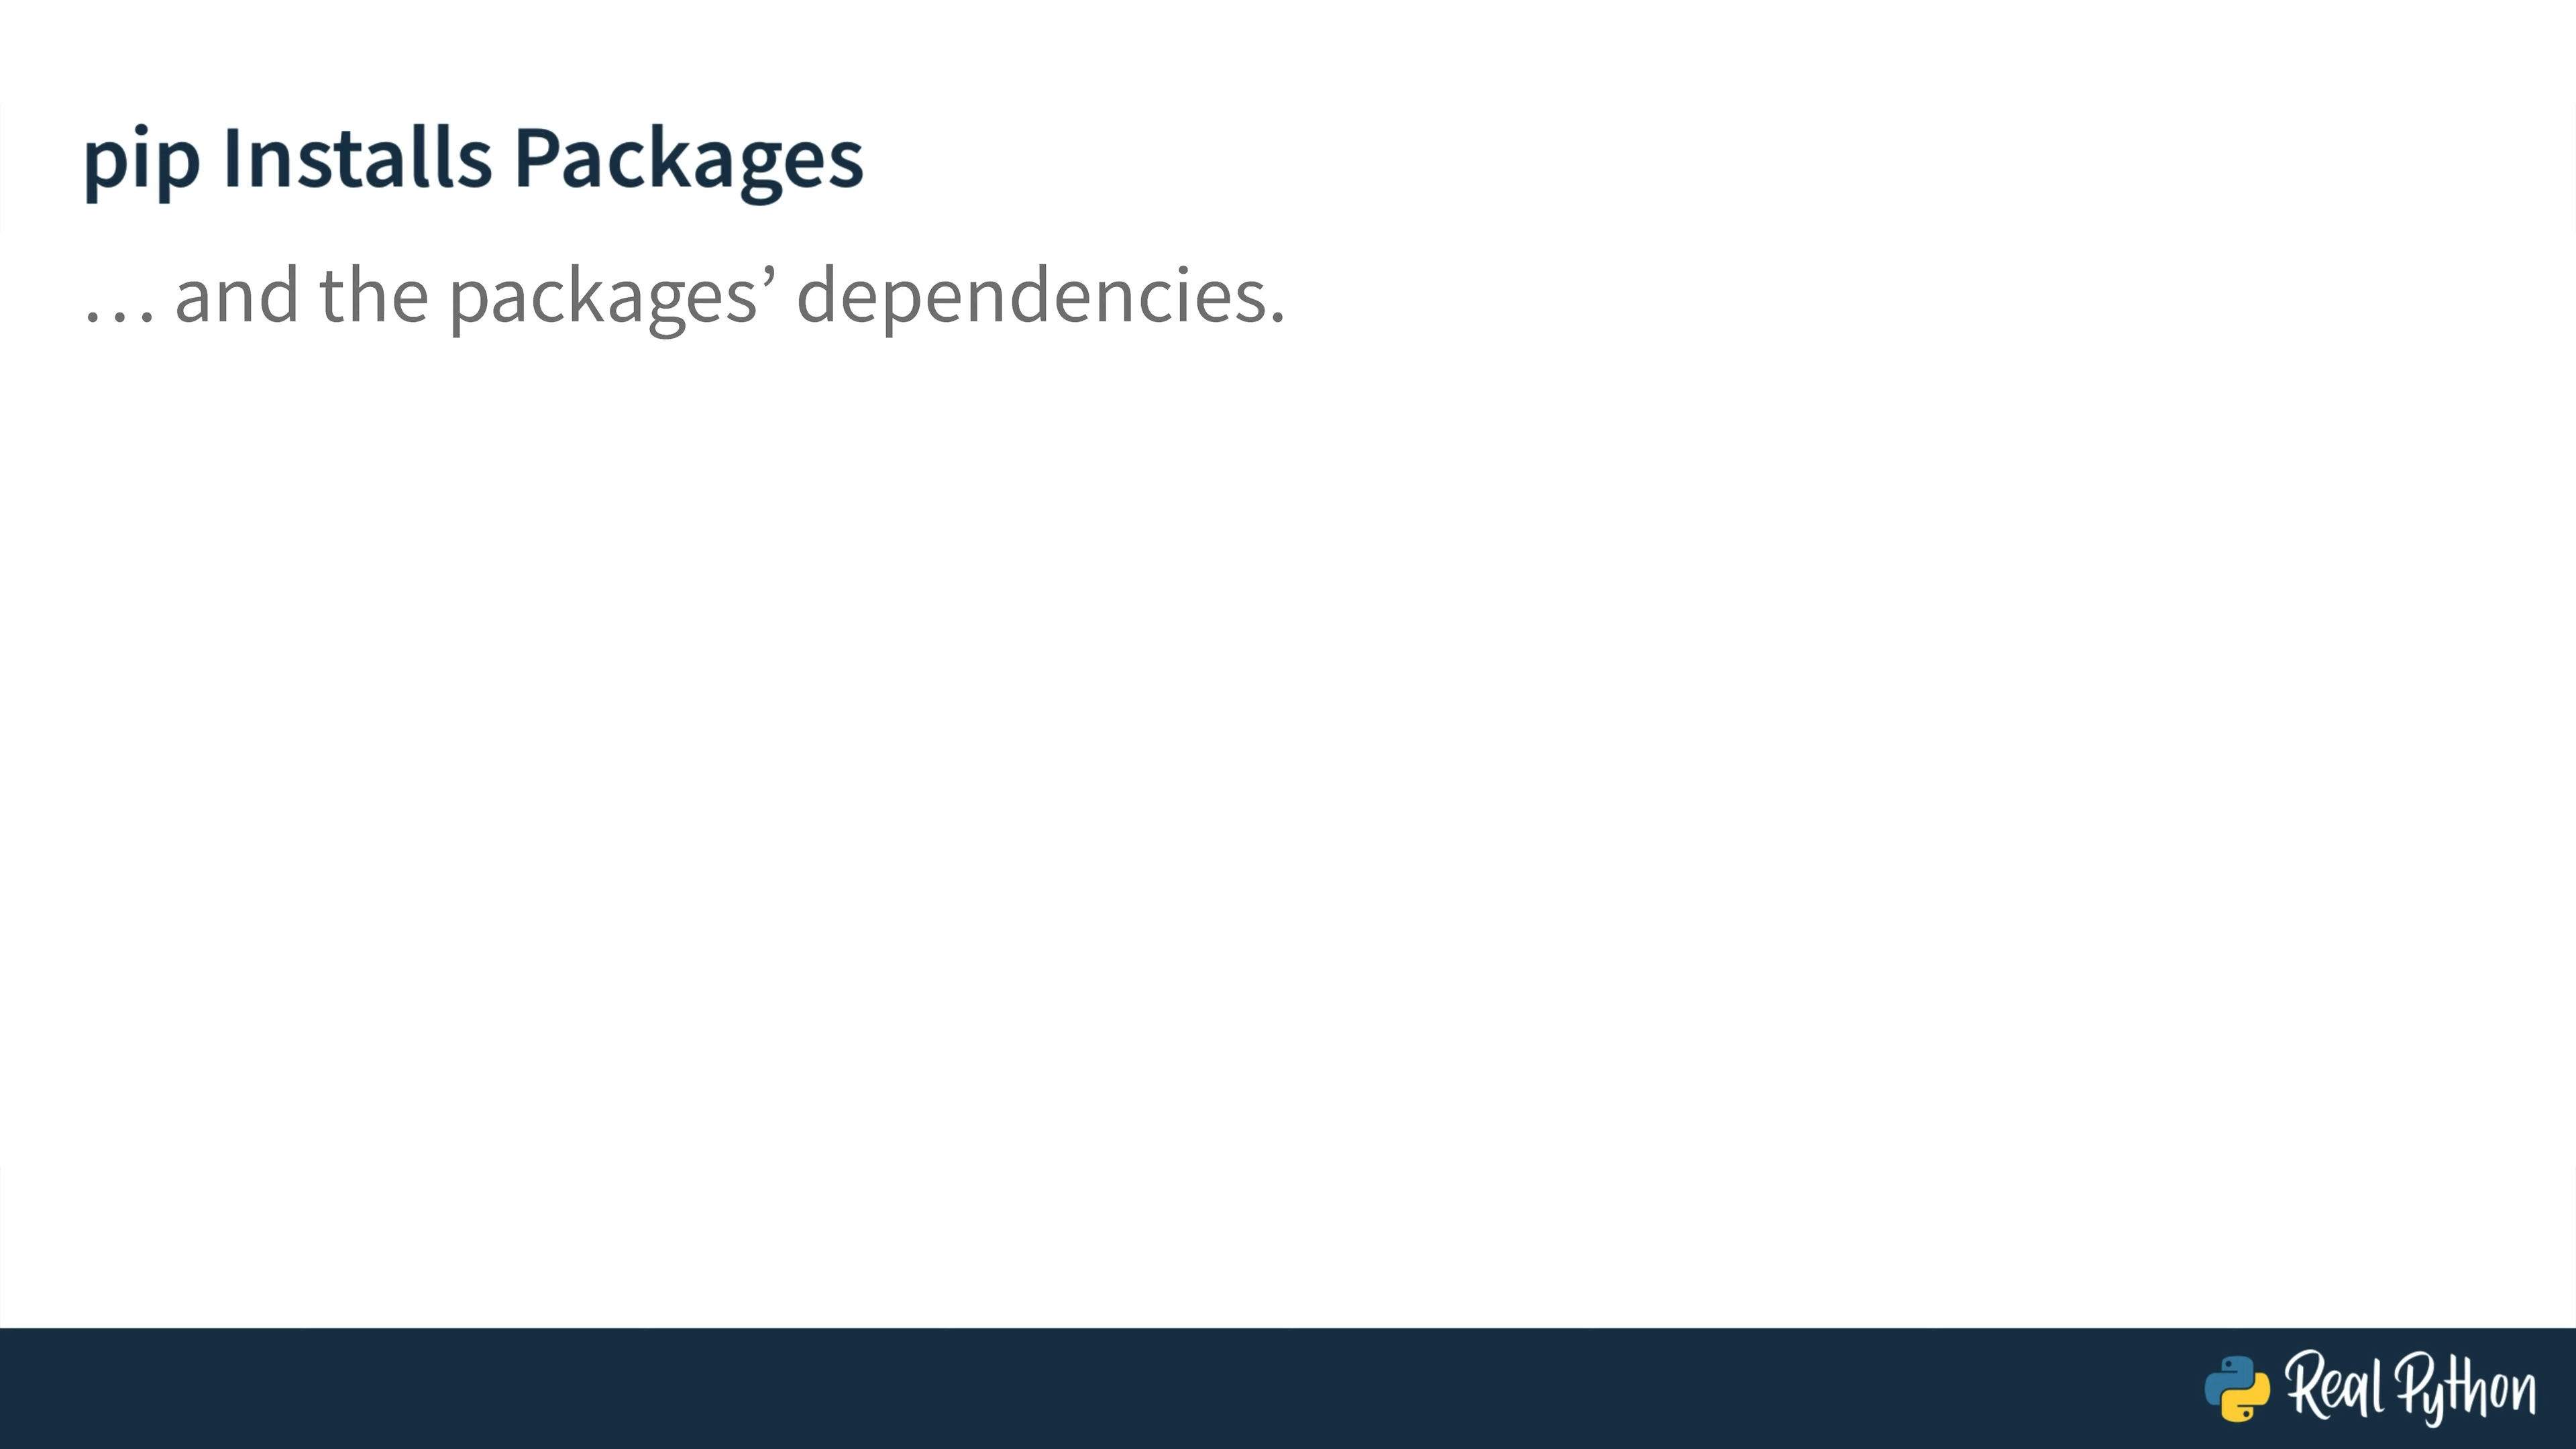 pip Installs Packages
… and the packages’ dependencies.
Real Python